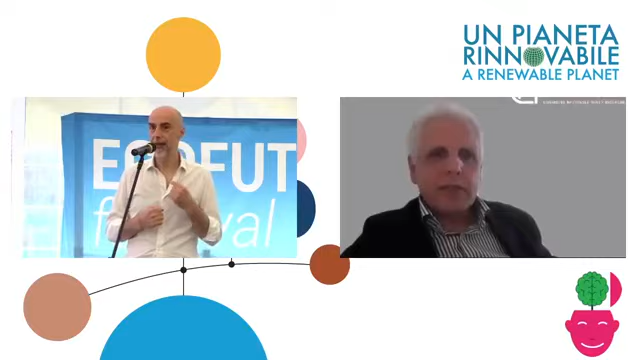 UN PIANETA
RINNOVABILE
A RENEWABLE PLANET
ECOFUT
festival